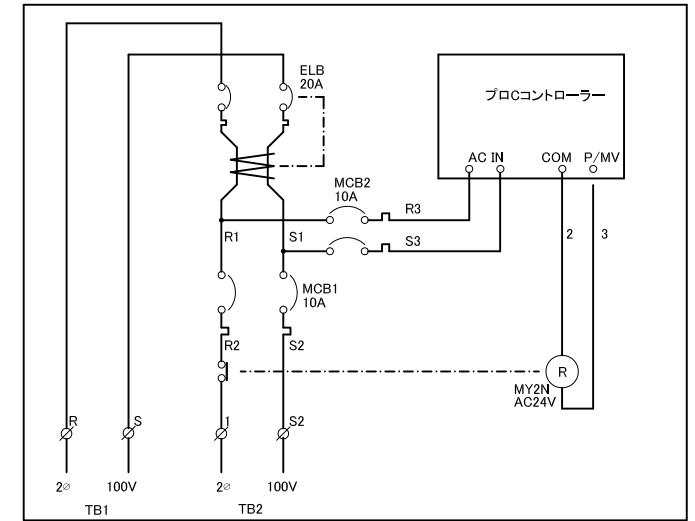 ELB
20A
プロCコントローラー
AC IN
COM
P/MV
MCB2
10A
R3
S3
R1
S1
2
3
MCB1
10A
R2
S2
R
MY2N
AC24V
R
S
1
S2
2∅
100V
2∅
100V
TB1
TB2